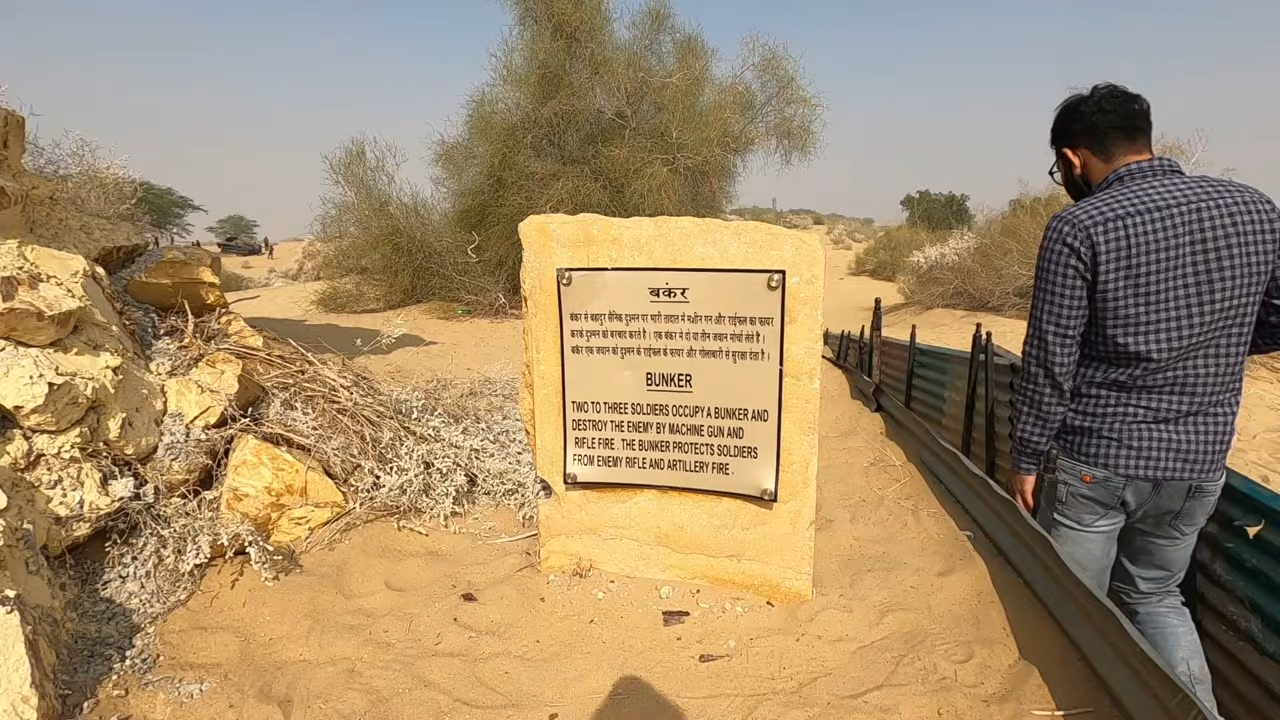 बंकर
बंकर से बहादुर सैनिक दुश्मन पर भारी तादात में मशीन गन और राईफल का फायर
करके दुश्मन को बरबाद करते है । एक बंकर मे दो या तीन जवान मोर्चा लेते हैं ।
बंकर एक जवान को दुश्मन के राईफल के फायर और गोलाबारी से सुरक्षा देता है ।
BUNKER
TWO TO THREE SOLDIERS OCCUPY A BUNKER AND
DESTROY THE ENEMY BY MACHINE GUN AND
RIFLE FIRE . THE BUNKER PROTECTS SOLDIERS
FROM ENEMY RIFLE AND ARTILLERY FIRE .